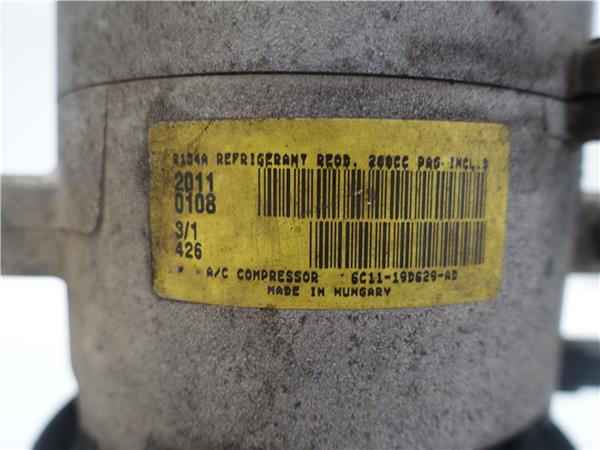 R134A REFRIGERANT REQD. 200CC PAG INCL.D
2011
0108
3/1
426
A/C COMPRESSOR 6C11-19D629-AD
MADE IN HUNGARY